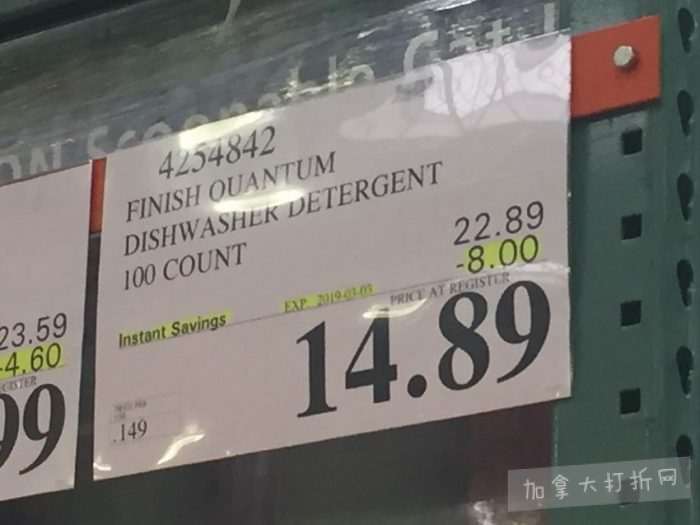 4254842
FINISH QUANTUM
DISHWASHER DETERGENT
100 COUNT
22.89
-8.00
EXP. 2019-03-03
PRICE AT REGISTER
Instant Savings
14.89
.149
23.59
-4.60
GISTER
99
加拿大打折网